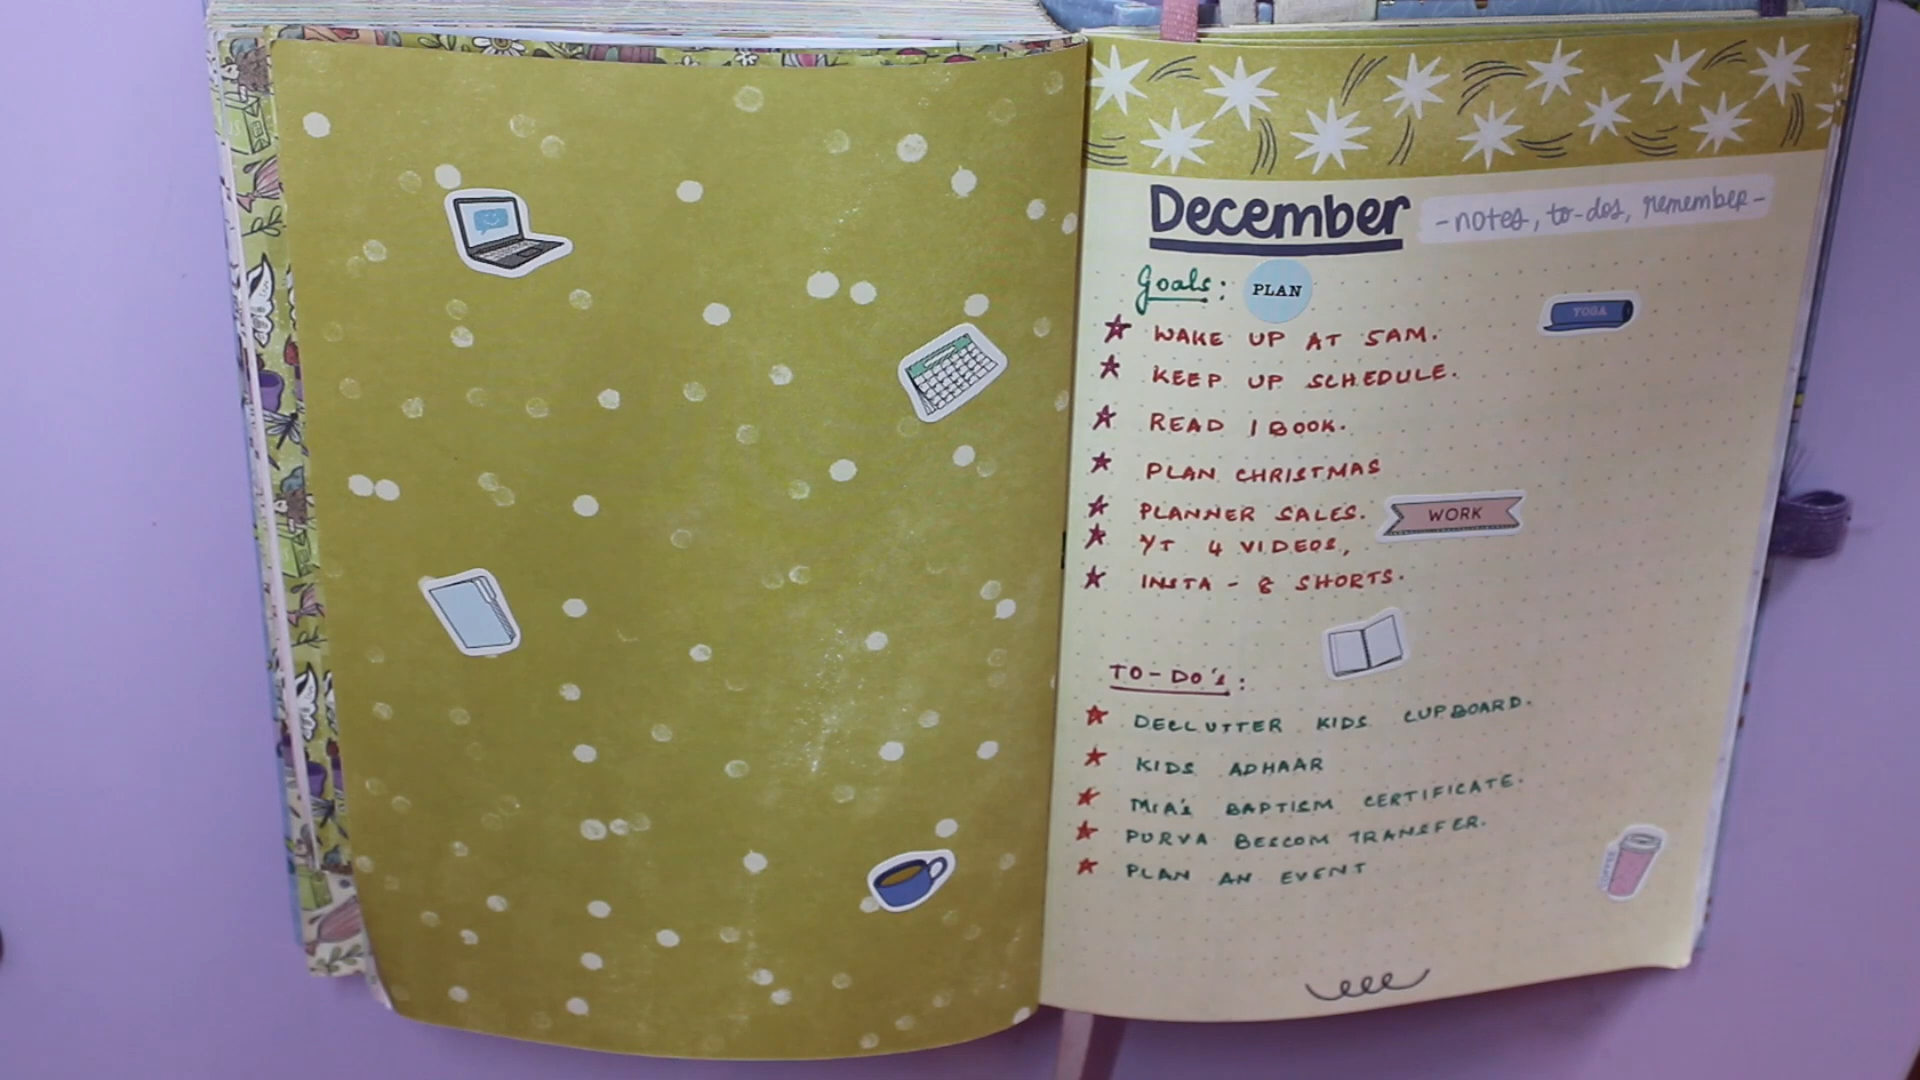 December -notes, to-dos, remember-
Goals: PLAN
YOGA
WAKE UP AT 5AM.
KEEP UP SCHEDULE.
READ 1 BOOK.
PLAN CHRISTMAS
PLANNER SALES. WORK
YT 4 VIDEOS,
INSTA - 8 SHORTS.
TO-DO's:
DECLUTTER KIDS CUPBOARD.
KIDS ADHAAR
MIA's BAPTISM CERTIFICATE.
PURVA BESCOM TRANSFER.
PLAN AN EVENT
COFFEE